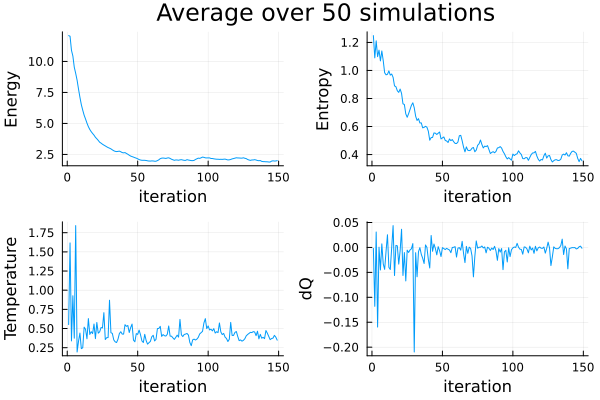 Average over 50 simulations
Energy
10.0
7.5
5.0
2.5
0 50 100 150
iteration
Entropy
1.2
1.0
0.8
0.6
0.4
0 50 100 150
iteration
Temperature
1.75
1.50
1.25
1.00
0.75
0.50
0.25
0 50 100 150
iteration
dQ
0.05
0.00
−0.05
−0.10
−0.15
−0.20
0 50 100 150
iteration